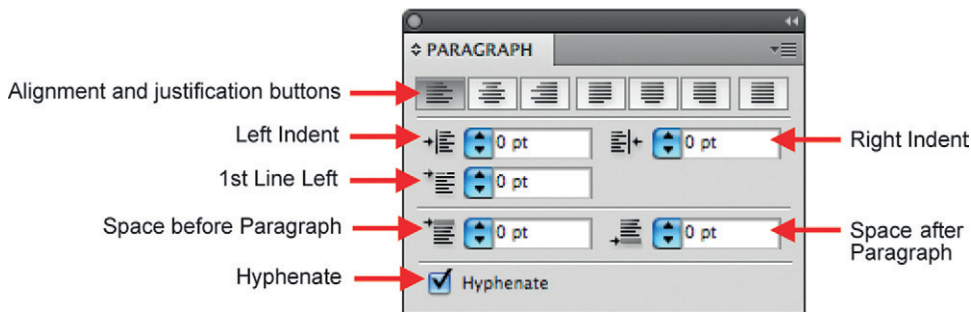 PARAGRAPH
Alignment and justification buttons
Left Indent
0 pt
0 pt
Right Indent
1st Line Left
0 pt
Space before Paragraph
0 pt
0 pt
Space after
Paragraph
Hyphenate
Hyphenate